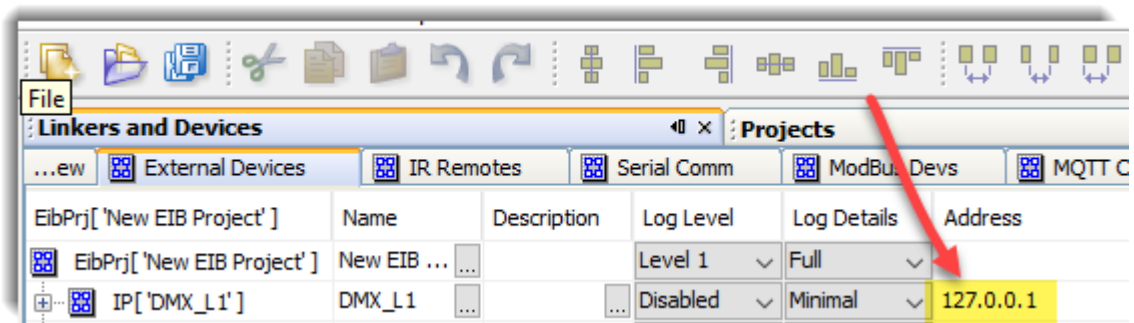 File
Linkers and Devices
Projects
...ew External Devices IR Remotes Serial Comm ModBus Devs MQTT C
EibPrj[ 'New EIB Project' ] Name Description Log Level Log Details Address
EibPrj[ 'New EIB Project' ] New EIB ... ... Level 1 Full
IP[ 'DMX_L1' ] DMX_L1 ... ... Disabled Minimal 127.0.0.1